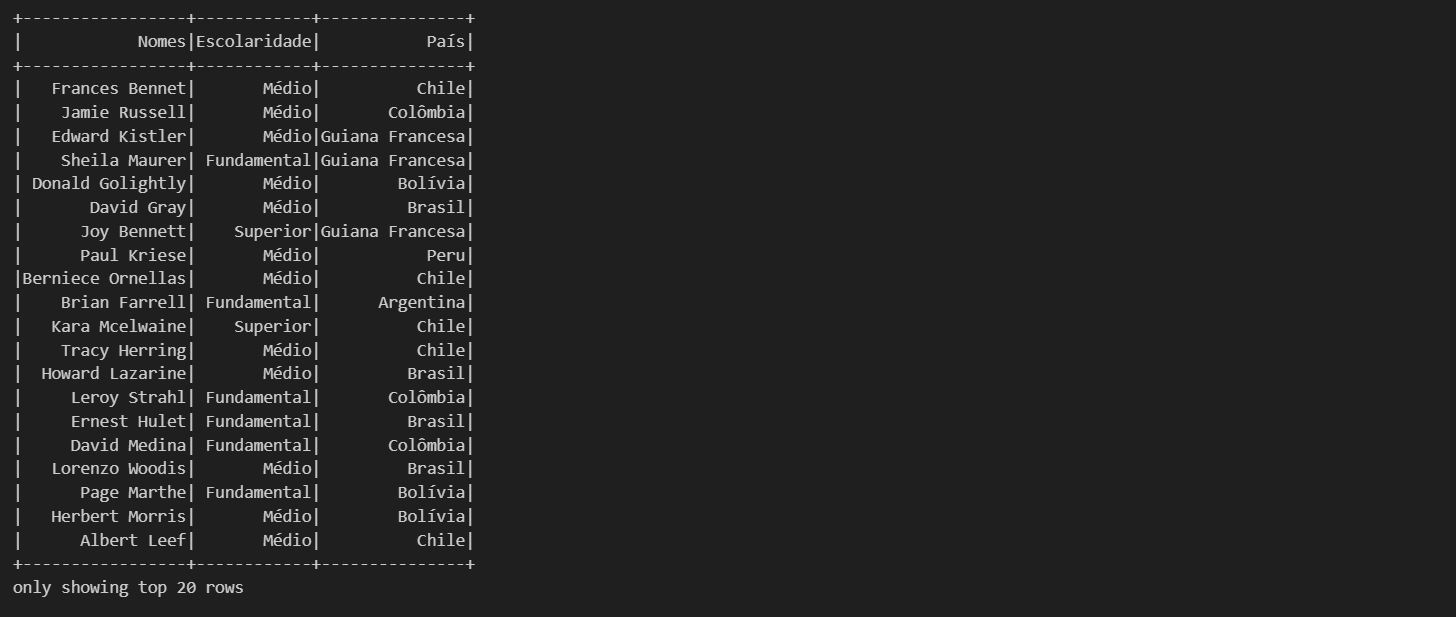 +-----------------+------------+---------------+
|            Nomes|Escolaridade|           País|
+-----------------+------------+---------------+
|   Frances Bennet|       Médio|          Chile|
|    Jamie Russell|       Médio|       Colômbia|
|   Edward Kistler|       Médio|Guiana Francesa|
|    Sheila Maurer| Fundamental|Guiana Francesa|
| Donald Golightly|       Médio|        Bolívia|
|       David Gray|       Médio|         Brasil|
|      Joy Bennett|    Superior|Guiana Francesa|
|      Paul Kriese|       Médio|           Peru|
|Berniece Ornellas|       Médio|          Chile|
|    Brian Farrell| Fundamental|      Argentina|
|   Kara Mcelwaine|    Superior|          Chile|
|    Tracy Herring|       Médio|          Chile|
|  Howard Lazarine|       Médio|         Brasil|
|     Leroy Strahl| Fundamental|       Colômbia|
|     Ernest Hulet| Fundamental|         Brasil|
|     David Medina| Fundamental|       Colômbia|
|   Lorenzo Woodis|       Médio|         Brasil|
|      Page Marthe| Fundamental|        Bolívia|
|   Herbert Morris|       Médio|        Bolívia|
|      Albert Leef|       Médio|          Chile|
+-----------------+------------+---------------+
only showing top 20 rows